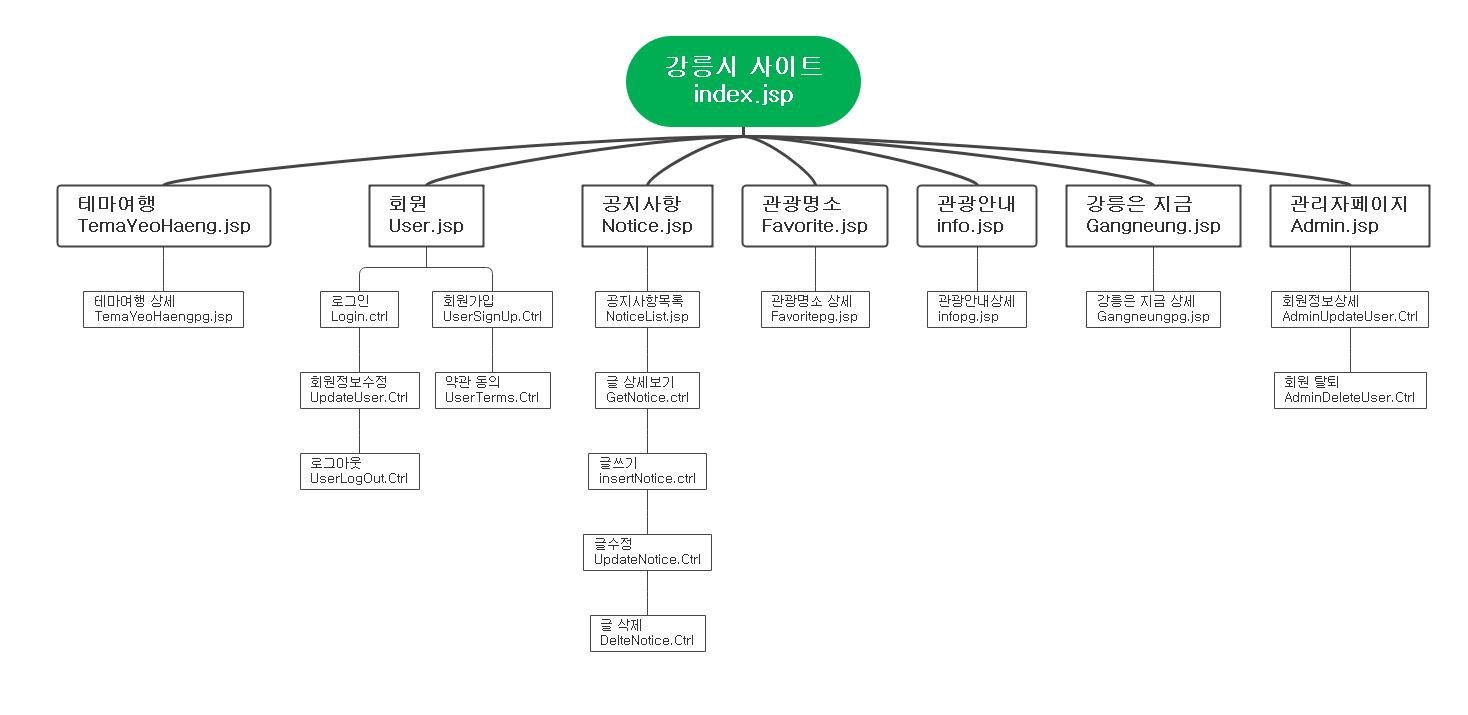 강릉시 사이트
index.jsp
테마여행
TemaYeoHaeng.jsp
회원
User.jsp
공지사항
Notice.jsp
관광명소
Favorite.jsp
관광안내
info.jsp
강릉은 지금
Gangneung.jsp
관리자페이지
Admin.jsp
테마여행 상세
TemaYeoHaengpg.jsp
로그인
Login.ctrl
회원가입
UserSignUp.Ctrl
공지사항목록
NoticeList.jsp
관광명소 상세
Favoritepg.jsp
관광안내상세
infopg.jsp
강릉은 지금 상세
Gangneungpg.jsp
회원정보상세
AdminUpdateUser.Ctrl
회원정보수정
UpdateUser.Ctrl
약관 동의
UserTerms.Ctrl
글 상세보기
GetNotice.ctrl
회원 탈퇴
AdminDeleteUser.Ctrl
로그아웃
UserLogOut.Ctrl
글쓰기
insertNotice.ctrl
글수정
UpdateNotice.Ctrl
글 삭제
DelteNotice.Ctrl